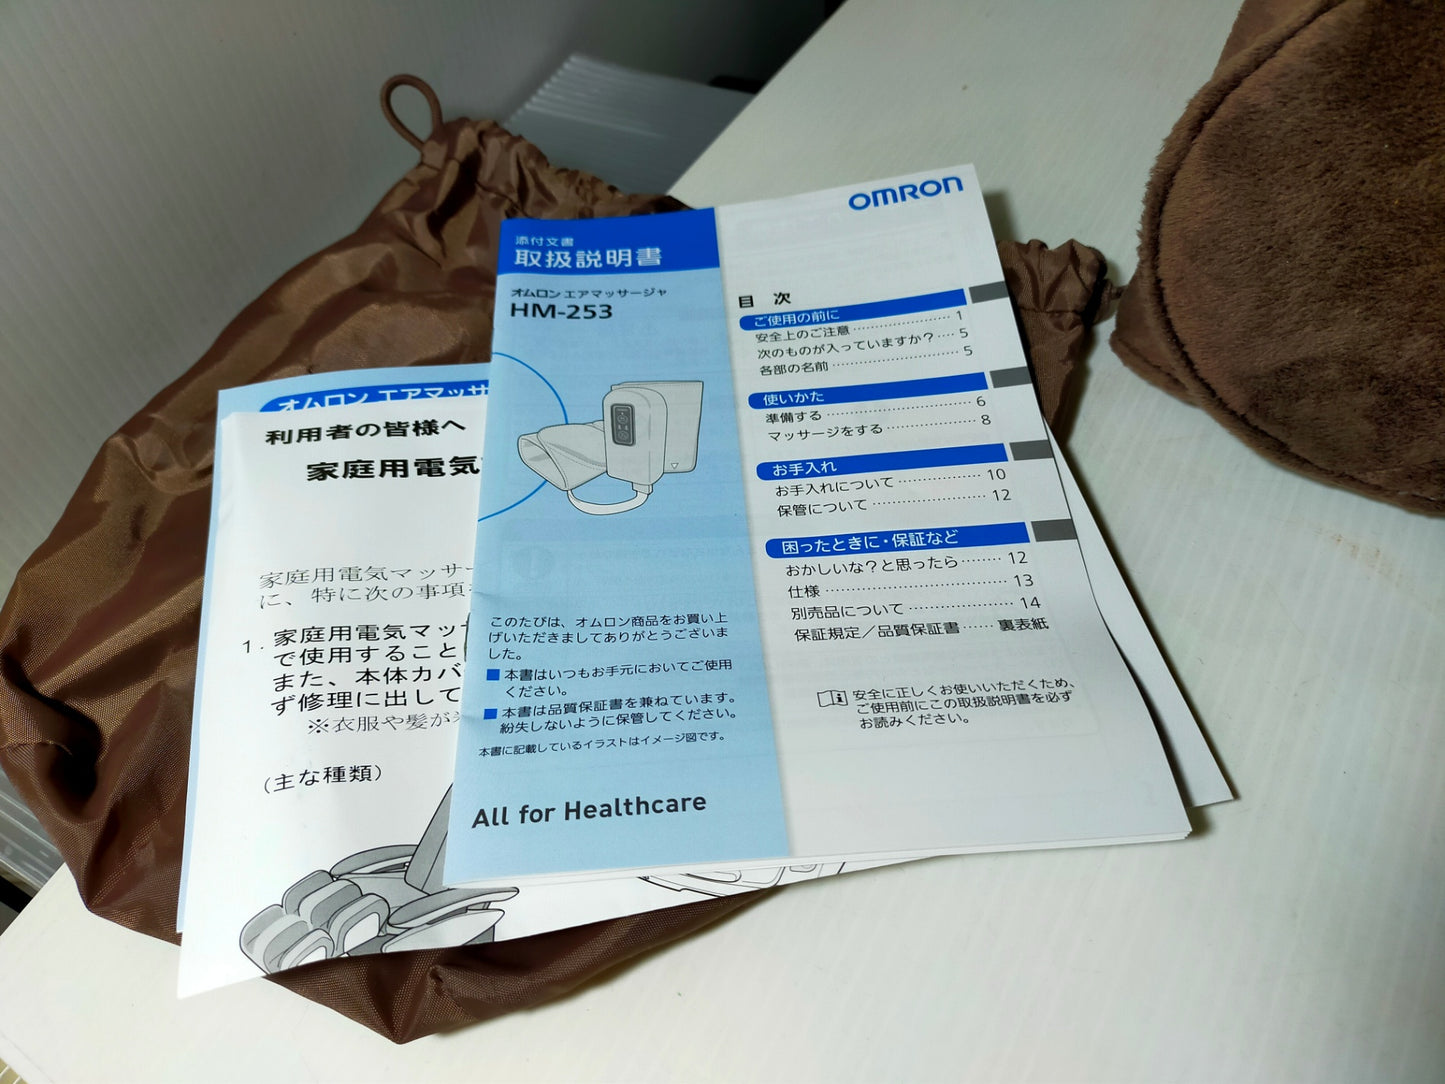 添付文書
取扱説明書
オムロン エアマッサージャ
HM-253
このたびは、オムロン商品をお買い上
げいただきましてありがとうございま
した。
■ 本書はいつもお手元においてご使用
ください。
■ 本書は品質保証書を兼ねています。
紛失しないように保管してください。
本書に記載しているイラストはイメージ図です。
All for Healthcare
OMRON
目 次
ご使用の前に
安全上のご注意 ………………… 1
次のものが入っていますか？…… 5
各部の名前 ……………………… 5
使いかた
準備する ………………………… 6
マッサージをする ……………… 8
お手入れ
お手入れについて …………… 10
保管について ………………… 12
困ったときに・保証など
おかしいな？と思ったら……… 12
仕様 …………………………… 13
別売品について ……………… 14
保証規定／品質保証書 …… 裏表紙
安全に正しくお使いいただくため、
ご使用前にこの取扱説明書を必ず
お読みください。
オムロン エアマッサ
利用者の皆様へ
家庭用電気
家庭用電気マッサー
に、特に次の事項
1．家庭用電気マッ
で使用すること
また、本体カバ
ず修理に出して
※衣服や髪が
（主な種類）